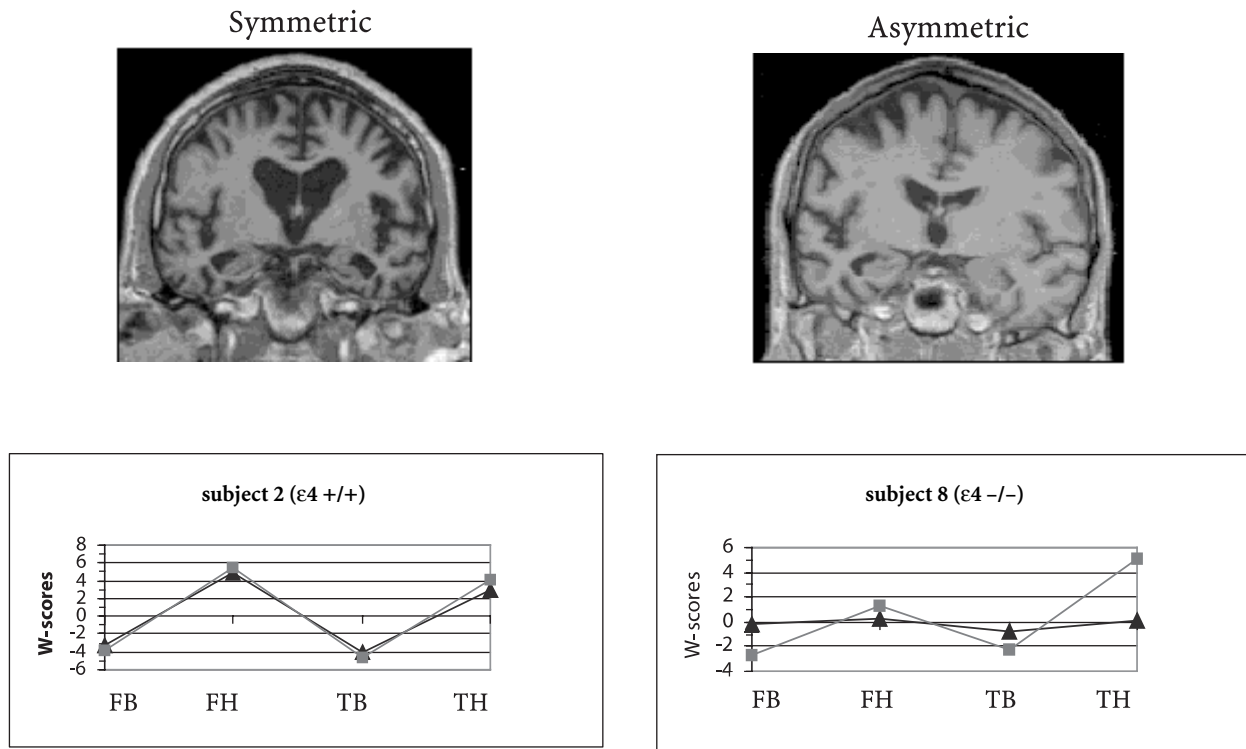 Symmetric
Asymmetric
subject 2 (ε4 +/+)
W-scores
8
6
4
2
0
-2
-4
-6
FB FH TB TH
subject 8 (ε4 –/–)
W-scores
6
4
2
0
-2
-4
FB FH TB TH